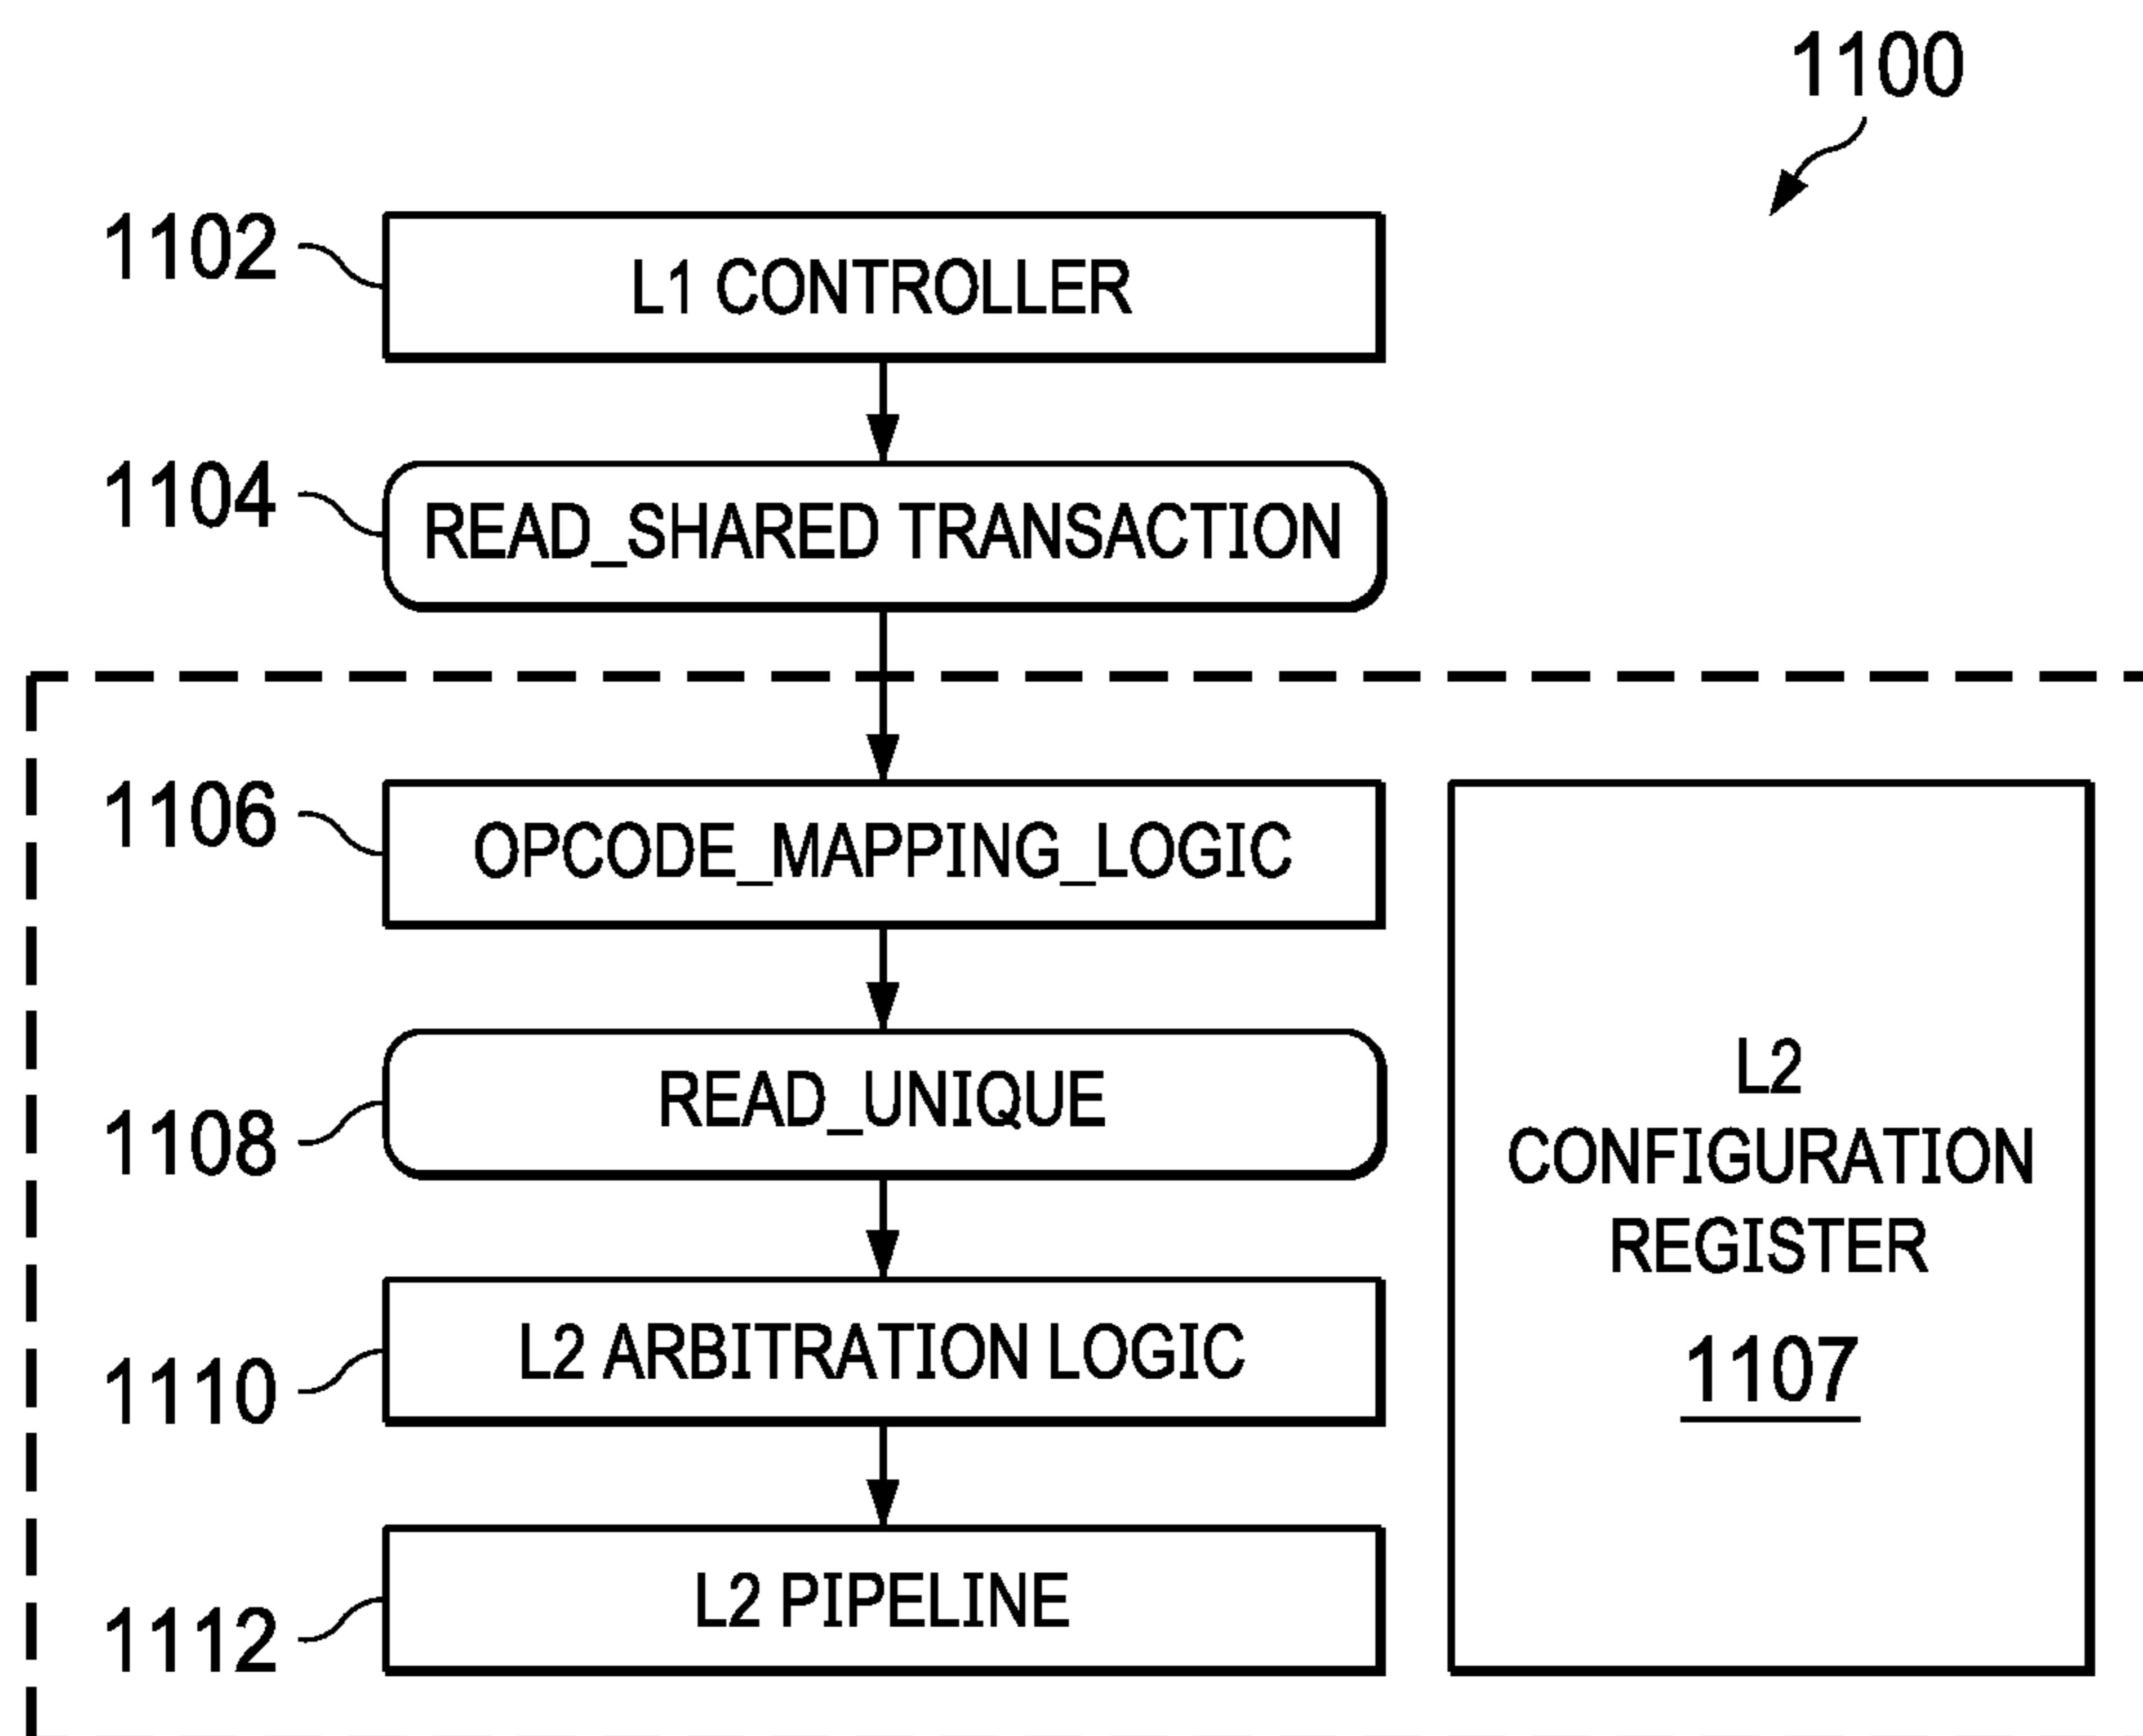 1100
1102
L1 CONTROLLER
1104
READ_SHARED TRANSACTION
1106
OPCODE_MAPPING_LOGIC
1108
READ_UNIQUE
1110
L2 ARBITRATION LOGIC
1112
L2 PIPELINE
L2
CONFIGURATION
REGISTER
1107